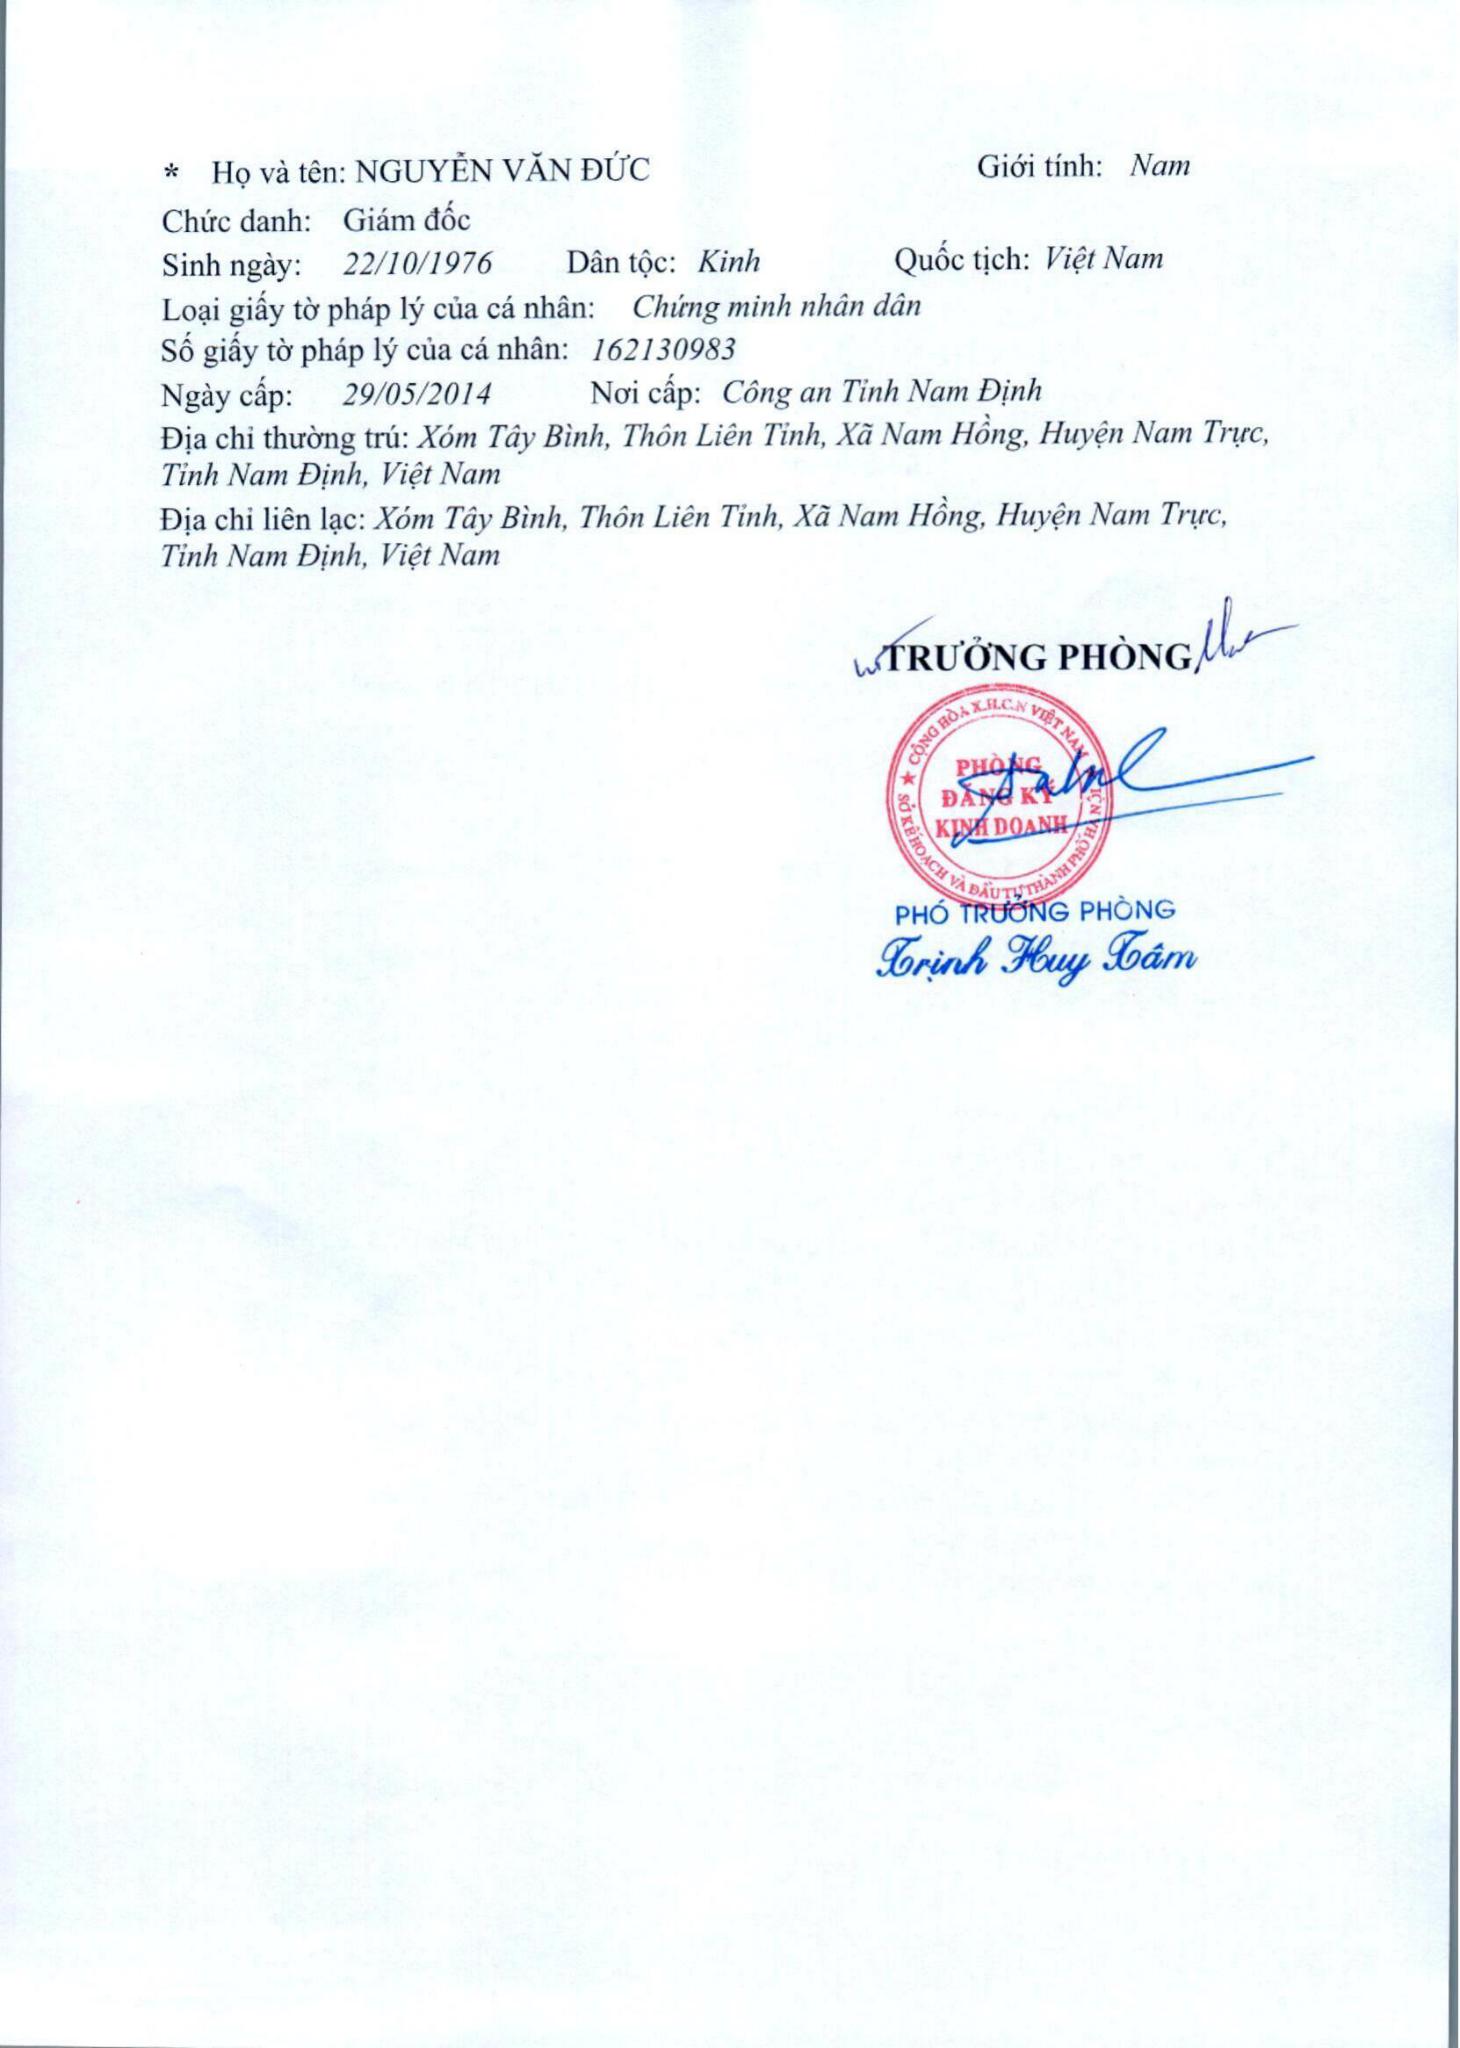 * Họ và tên: NGUYỄN VĂN ĐỨC Giới tính: Nam
Chức danh: Giám đốc
Sinh ngày: 22/10/1976 Dân tộc: Kinh Quốc tịch: Việt Nam
Loại giấy tờ pháp lý của cá nhân: Chứng minh nhân dân
Số giấy tờ pháp lý của cá nhân: 162130983
Ngày cấp: 29/05/2014 Nơi cấp: Công an Tỉnh Nam Định
Địa chỉ thường trú: Xóm Tây Bình, Thôn Liên Tỉnh, Xã Nam Hồng, Huyện Nam Trực,
Tỉnh Nam Định, Việt Nam
Địa chỉ liên lạc: Xóm Tây Bình, Thôn Liên Tỉnh, Xã Nam Hồng, Huyện Nam Trực,
Tỉnh Nam Định, Việt Nam
TRƯỞNG PHÒNG
CỘNG HÒA X.H.C.N VIỆT NAM
PHÒNG
ĐĂNG KÝ
KINH DOANH
SỞ KẾ HOẠCH VÀ ĐẦU TƯ THÀNH PHỐ HÀ NỘI
PHÓ TRƯỞNG PHÒNG
Trịnh Huy Tâm